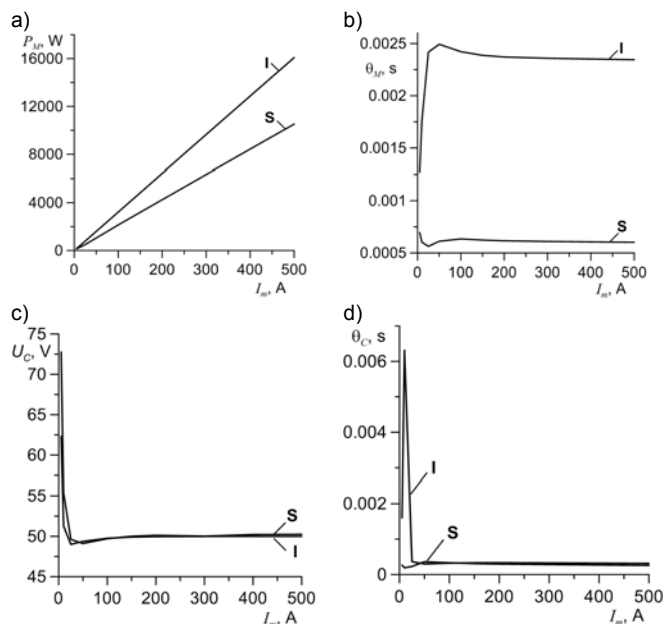 a)
P_M, W
16000
12000
8000
4000
0
I
S
0 100 200 300 400 500
I_m, A
b)
0.0025
θ_M, s
0.002
0.0015
0.001
0.0005
I
S
0 100 200 300 400 500
I_m, A
c)
75
U_C, V
70
65
60
55
50
45
S
I
0 100 200 300 400 500
I_m, A
d)
θ_C, s
0.006
0.004
0.002
0
I
S
0 100 200 300 400 500
I_m, A